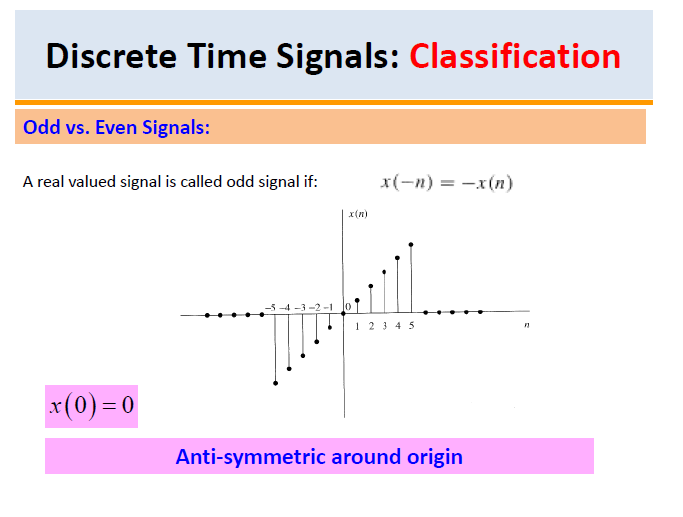 Discrete Time Signals: Classification
Odd vs. Even Signals:
A real valued signal is called odd signal if: x(−n) = −x(n)
x(n)
−5 −4 −3 −2 −1 0
1 2 3 4 5 n
x(0) = 0
Anti-symmetric around origin